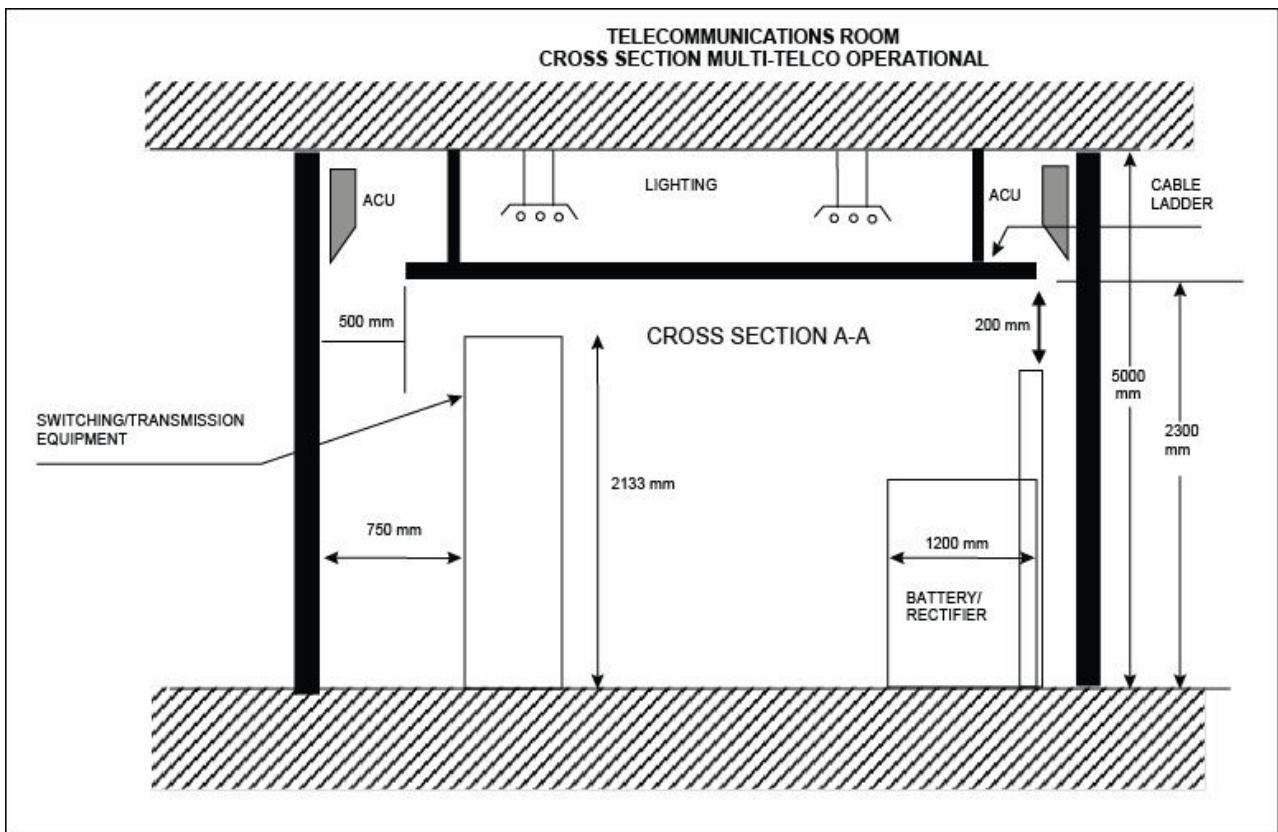 TELECOMMUNICATIONS ROOM
CROSS SECTION MULTI-TELCO OPERATIONAL
ACU
LIGHTING
ACU
CABLE
LADDER
500 mm
CROSS SECTION A-A
200 mm
5000
mm
2300
mm
SWITCHING/TRANSMISSION
EQUIPMENT
2133 mm
750 mm
1200 mm
BATTERY/
RECTIFIER